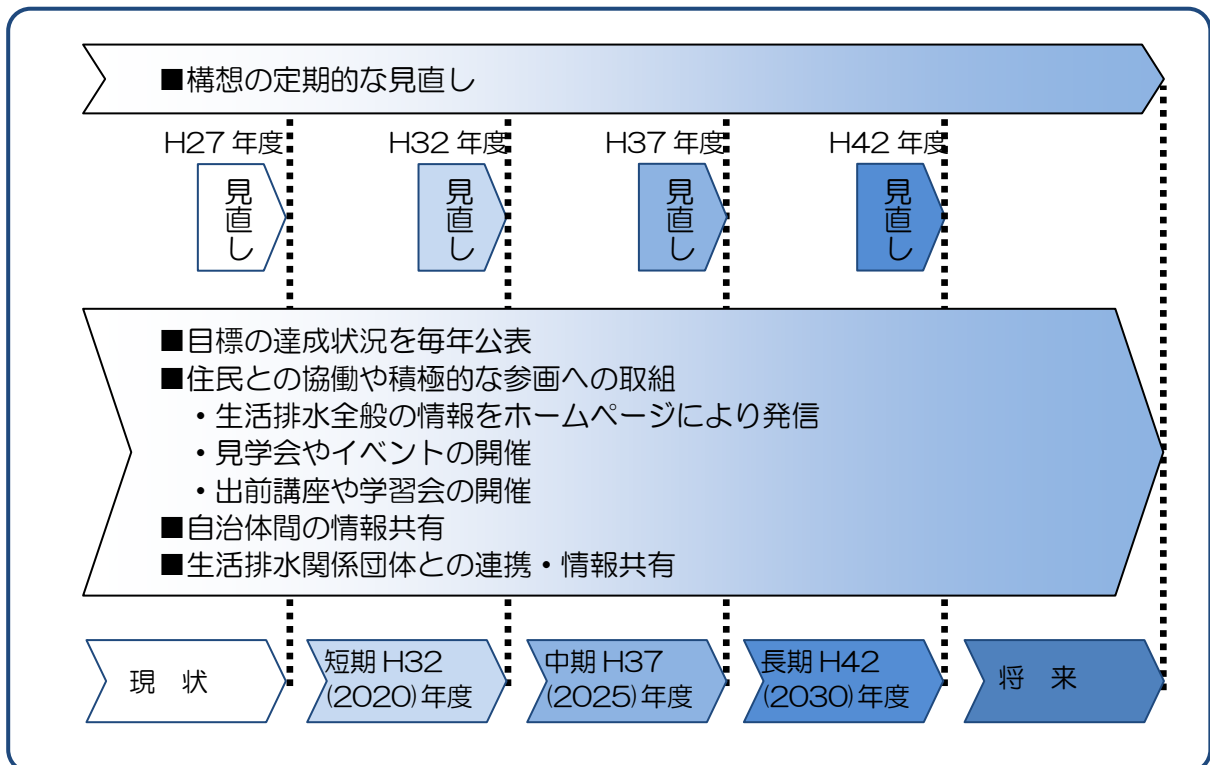 ■構想の定期的な見直し
H27 年度
H32 年度
H37 年度
H42 年度
見直し
見直し
見直し
見直し
■目標の達成状況を毎年公表
■住民との協働や積極的な参画への取組
・生活排水全般の情報をホームページにより発信
・見学会やイベントの開催
・出前講座や学習会の開催
■自治体間の情報共有
■生活排水関係団体との連携・情報共有
現　状
短期 H32
(2020)年度
中期 H37
(2025)年度
長期 H42
(2030)年度
将　来